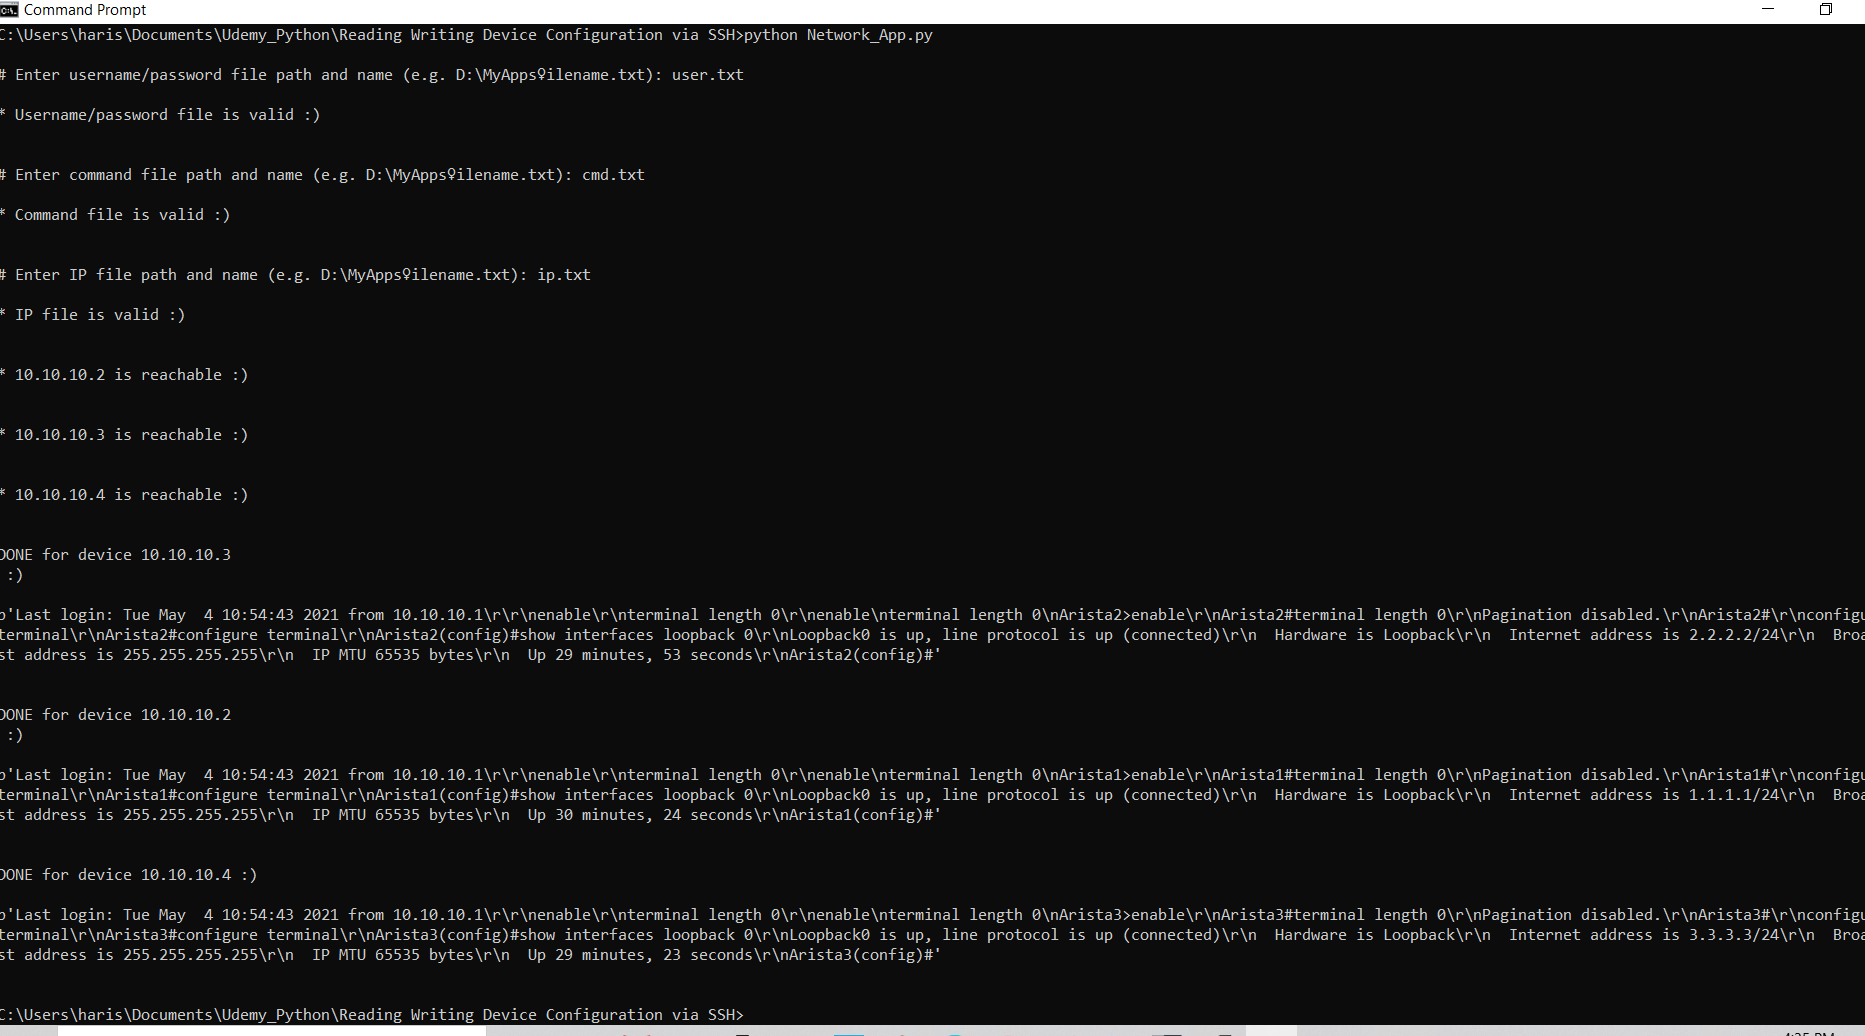 Command Prompt
C:\Users\haris\Documents\Udemy_Python\Reading Writing Device Configuration via SSH>python Network_App.py
# Enter username/password file path and name (e.g. D:\MyApps♀ilename.txt): user.txt
* Username/password file is valid :)
# Enter command file path and name (e.g. D:\MyApps♀ilename.txt): cmd.txt
* Command file is valid :)
# Enter IP file path and name (e.g. D:\MyApps♀ilename.txt): ip.txt
* IP file is valid :)
* 10.10.10.2 is reachable :)
* 10.10.10.3 is reachable :)
* 10.10.10.4 is reachable :)
DONE for device 10.10.10.3
:)
b'Last login: Tue May  4 10:54:43 2021 from 10.10.10.1\r\r\nenable\r\nterminal length 0\r\nenable\nterminal length 0\nArista2>enable\r\nArista2#terminal length 0\r\nPagination disabled.\r\nArista2#\r\nconfigu
terminal\r\nArista2#configure terminal\r\nArista2(config)#show interfaces loopback 0\r\nLoopback0 is up, line protocol is up (connected)\r\n  Hardware is Loopback\r\n  Internet address is 2.2.2.2/24\r\n  Broa
st address is 255.255.255.255\r\n  IP MTU 65535 bytes\r\n  Up 29 minutes, 53 seconds\r\nArista2(config)#'
DONE for device 10.10.10.2
:)
b'Last login: Tue May  4 10:54:43 2021 from 10.10.10.1\r\r\nenable\r\nterminal length 0\r\nenable\nterminal length 0\nArista1>enable\r\nArista1#terminal length 0\r\nPagination disabled.\r\nArista1#\r\nconfigu
terminal\r\nArista1#configure terminal\r\nArista1(config)#show interfaces loopback 0\r\nLoopback0 is up, line protocol is up (connected)\r\n  Hardware is Loopback\r\n  Internet address is 1.1.1.1/24\r\n  Broa
st address is 255.255.255.255\r\n  IP MTU 65535 bytes\r\n  Up 30 minutes, 24 seconds\r\nArista1(config)#'
DONE for device 10.10.10.4 :)
b'Last login: Tue May  4 10:54:43 2021 from 10.10.10.1\r\r\nenable\r\nterminal length 0\r\nenable\nterminal length 0\nArista3>enable\r\nArista3#terminal length 0\r\nPagination disabled.\r\nArista3#\r\nconfigu
terminal\r\nArista3#configure terminal\r\nArista3(config)#show interfaces loopback 0\r\nLoopback0 is up, line protocol is up (connected)\r\n  Hardware is Loopback\r\n  Internet address is 3.3.3.3/24\r\n  Broa
st address is 255.255.255.255\r\n  IP MTU 65535 bytes\r\n  Up 29 minutes, 23 seconds\r\nArista3(config)#'
C:\Users\haris\Documents\Udemy_Python\Reading Writing Device Configuration via SSH>